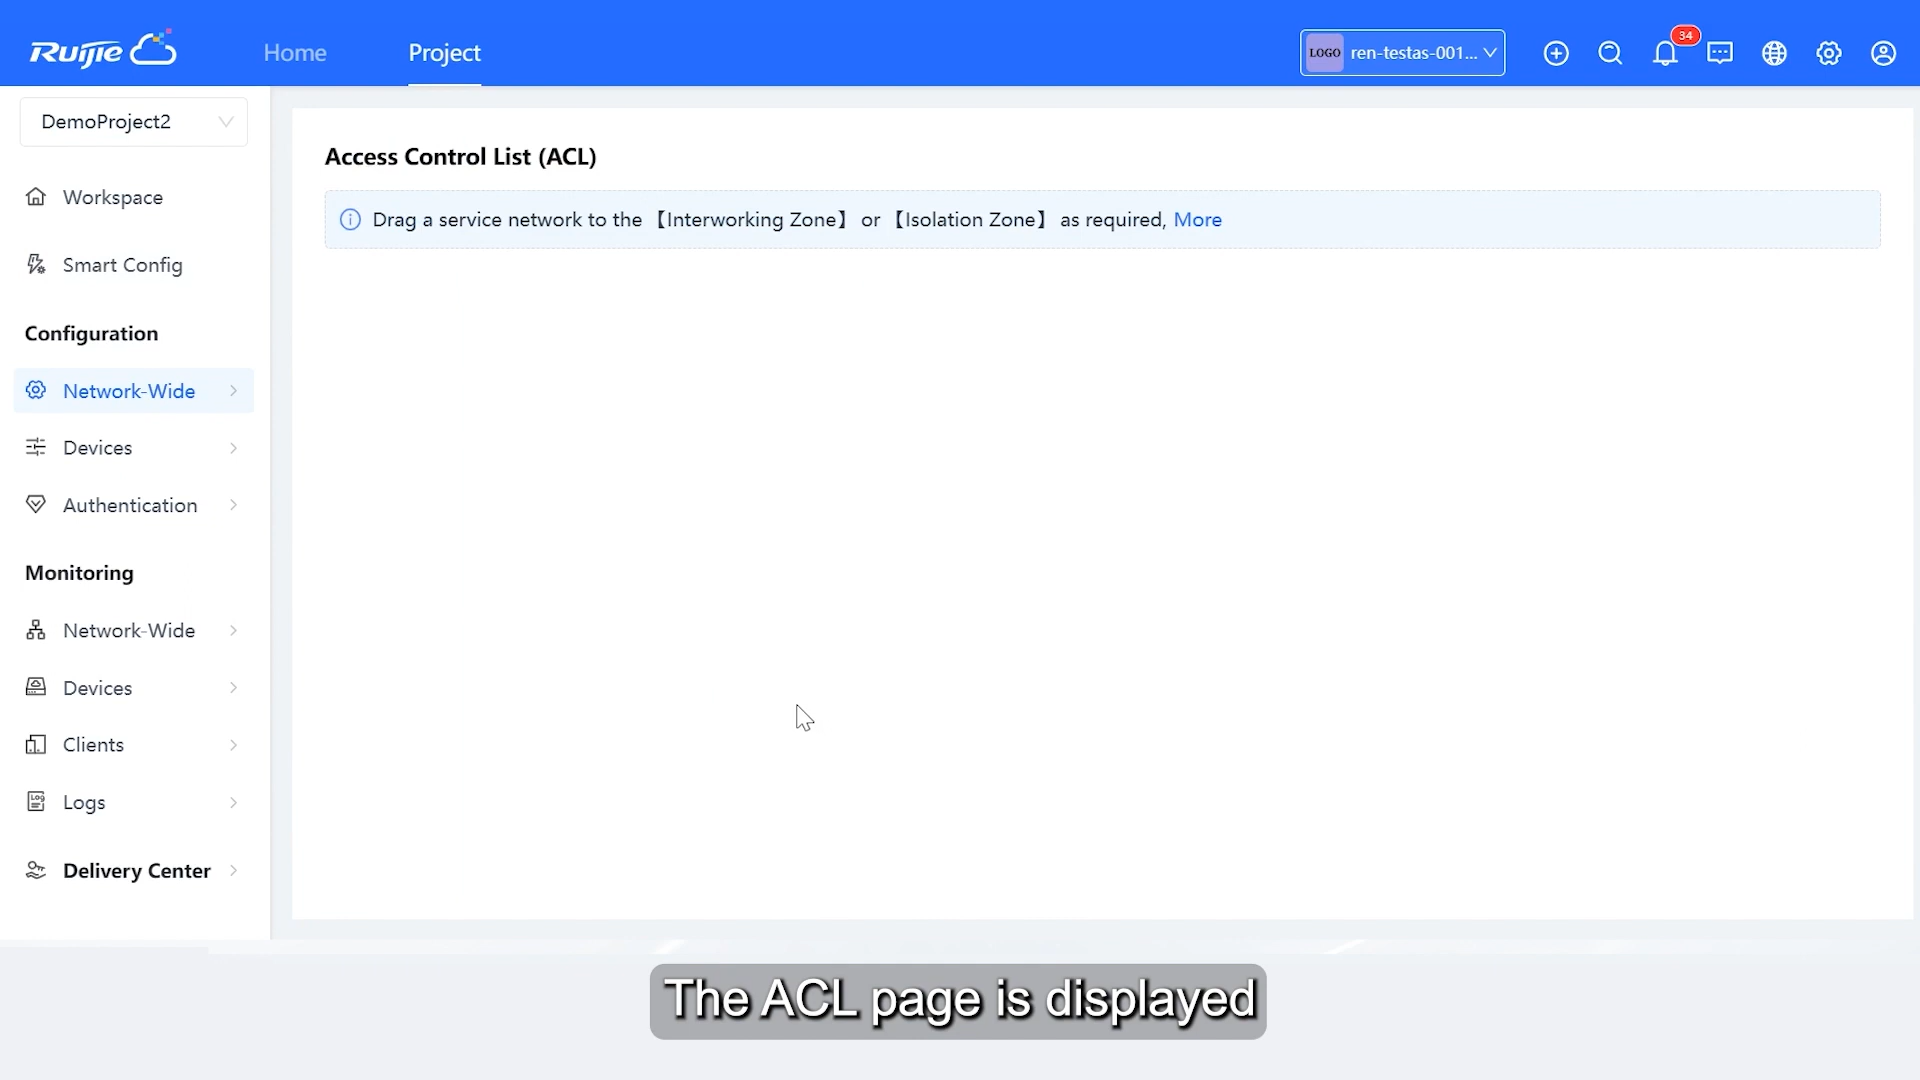 Ruijie
Home
Project
LOGO ren-testas-001...
34
DemoProject2
Workspace
Smart Config
Configuration
Network-Wide
Devices
Authentication
Monitoring
Network-Wide
Devices
Clients
Log
Logs
Delivery Center
Access Control List (ACL)
Drag a service network to the 【Interworking Zone】 or 【Isolation Zone】 as required, More
The ACL page is displayed